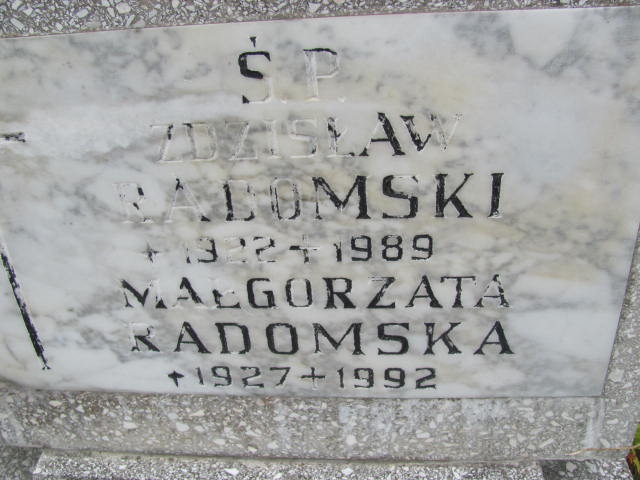 Ś.P.
ZDZISŁAW
RADOMSKI
* 1922 + 1989
MAŁGORZATA
RADOMSKA
* 1927 + 1992